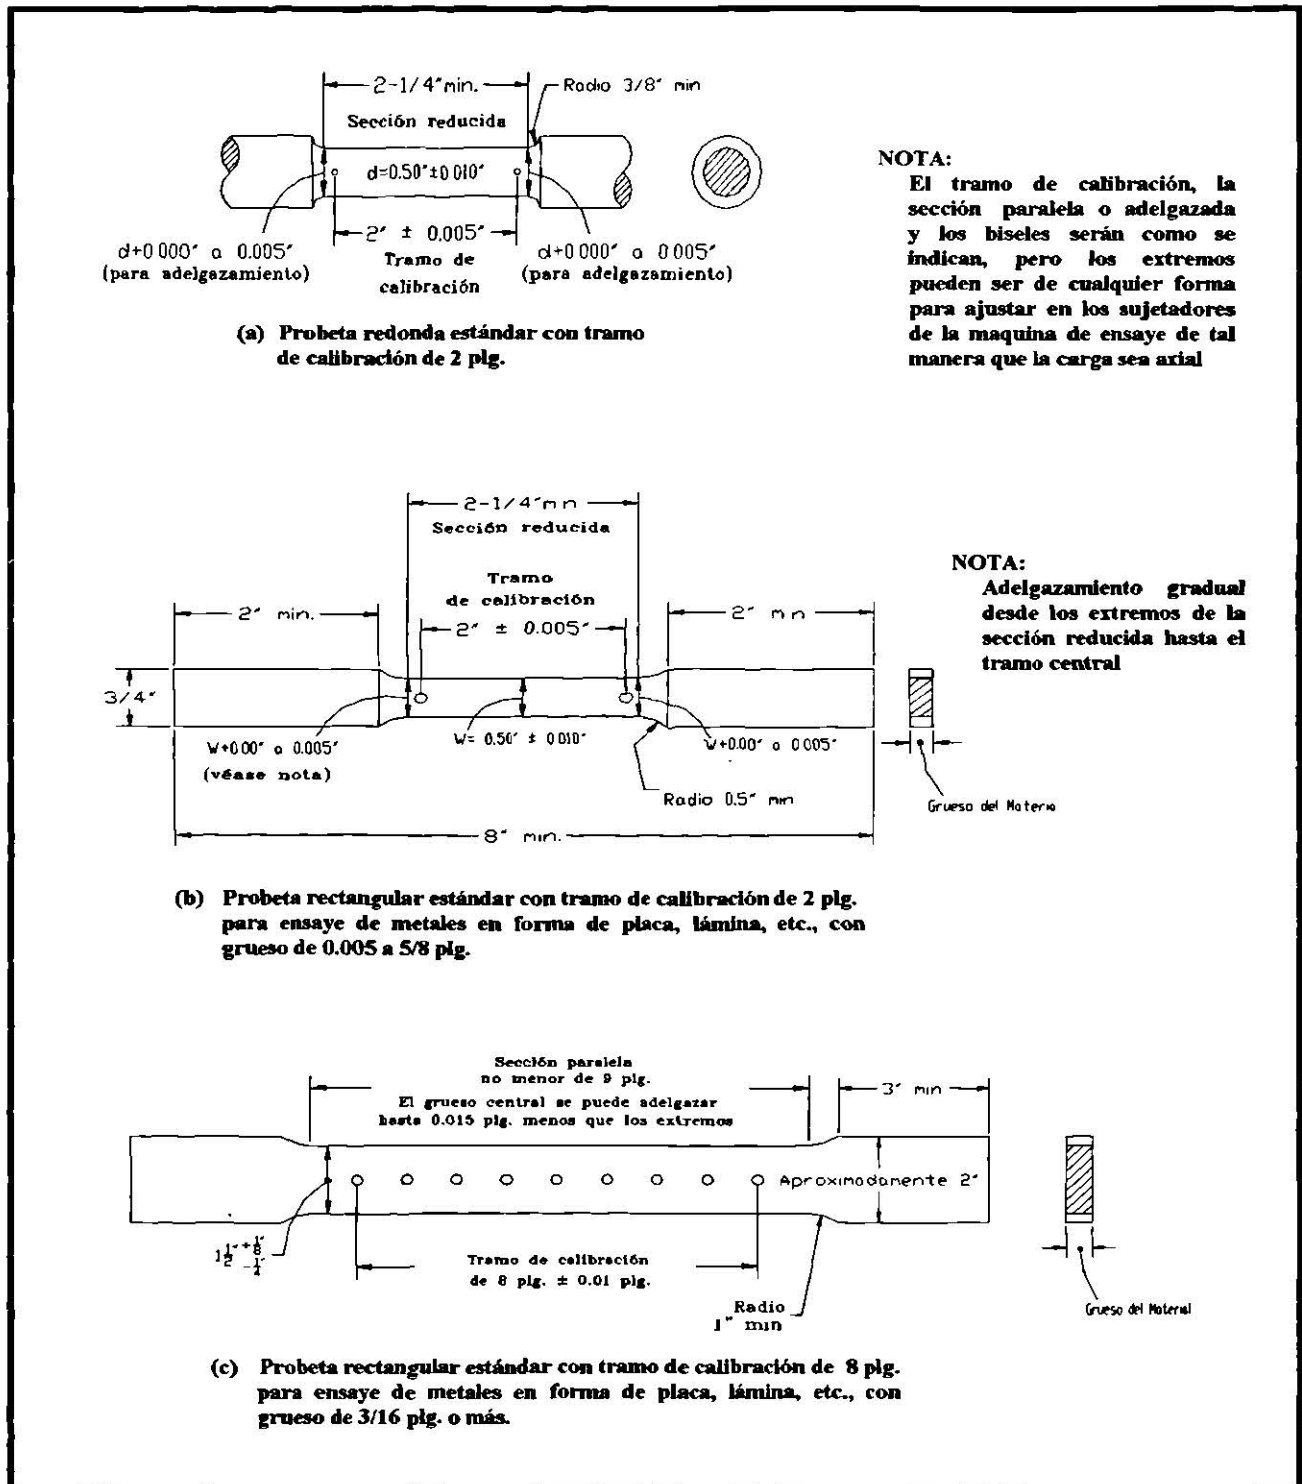 2-1/4"min.
Radio 3/8" min
Sección reducida
d=0.50"±0.010"
2" ± 0.005"
d+0.000" a 0.005"
(para adelgazamiento)
Tramo de
calibración
d+0.000" a 0.005"
(para adelgazamiento)
(a) Probeta redonda estándar con tramo
de calibración de 2 plg.
NOTA:
El tramo de calibración, la
sección paralela o adelgazada
y los biseles serán como se
indican, pero los extremos
pueden ser de cualquier forma
para ajustar en los sujetadores
de la maquina de ensaye de tal
manera que la carga sea axial
2-1/4"m n
Sección reducida
Tramo
de calibración
2" min.
2" ± 0.005"
2" m n
3/4"
W+0.00" a 0.005"
(véase nota)
W= 0.50" ± 0.010"
W+0.00" a 0.005"
Radio 0.5" min
8" min.
Grueso del Materia
NOTA:
Adelgazamiento gradual
desde los extremos de la
sección reducida hasta el
tramo central
(b) Probeta rectangular estándar con tramo de calibración de 2 plg.
para ensaye de metales en forma de placa, lámina, etc., con
grueso de 0.005 a 5/8 plg.
Sección paralela
no menor de 9 plg.
El grueso central se puede adelgazar
hasta 0.015 plg. menos que los extremos
3" min
Aproximadamente 2"
1 1/2" +1/8" -1/4"
Tramo de calibración
de 8 plg. ± 0.01 plg.
Radio
1" min
Grueso del Material
(c) Probeta rectangular estándar con tramo de calibración de 8 plg.
para ensaye de metales en forma de placa, lámina, etc., con
grueso de 3/16 plg. o más.